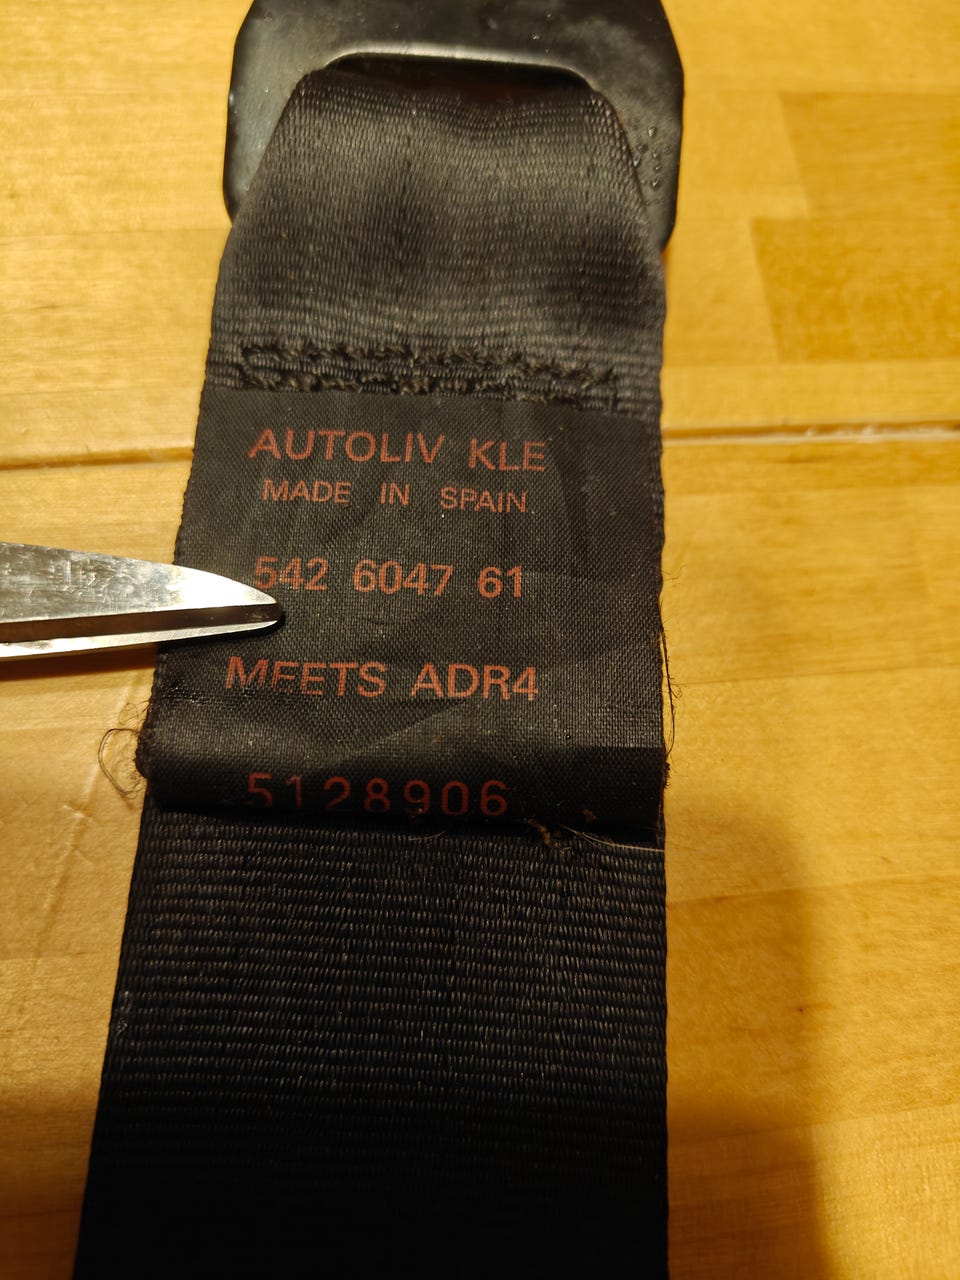 AUTOLIV KLE
MADE IN SPAIN
542 6047 61
MEETS ADR4
5128906